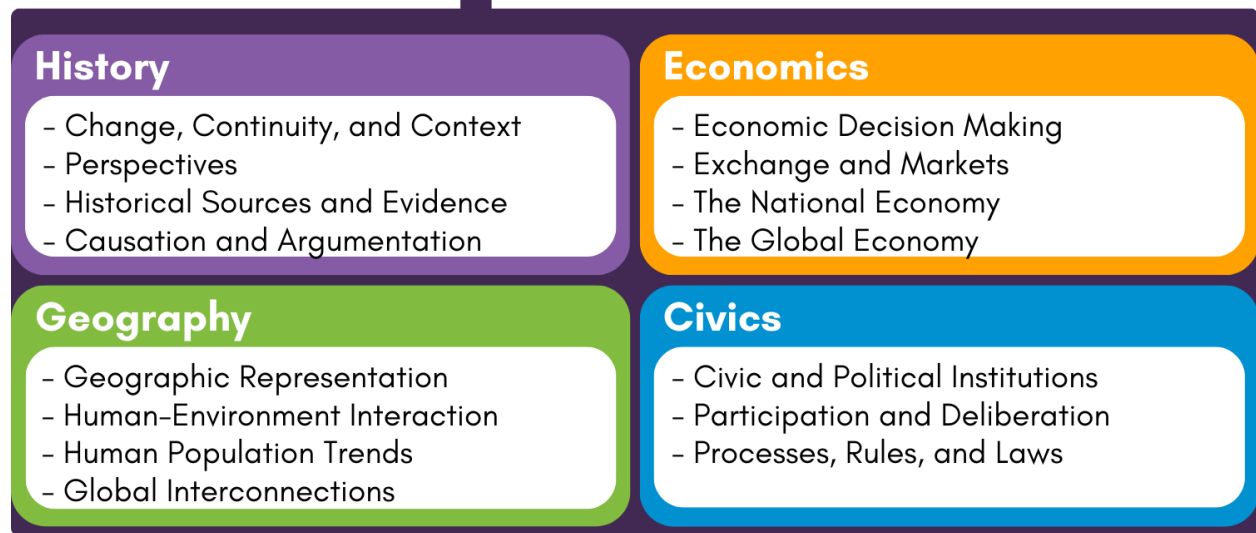 History
- Change, Continuity, and Context
- Perspectives
- Historical Sources and Evidence
- Causation and Argumentation
Economics
- Economic Decision Making
- Exchange and Markets
- The National Economy
- The Global Economy
Geography
- Geographic Representation
- Human-Environment Interaction
- Human Population Trends
- Global Interconnections
Civics
- Civic and Political Institutions
- Participation and Deliberation
- Processes, Rules, and Laws